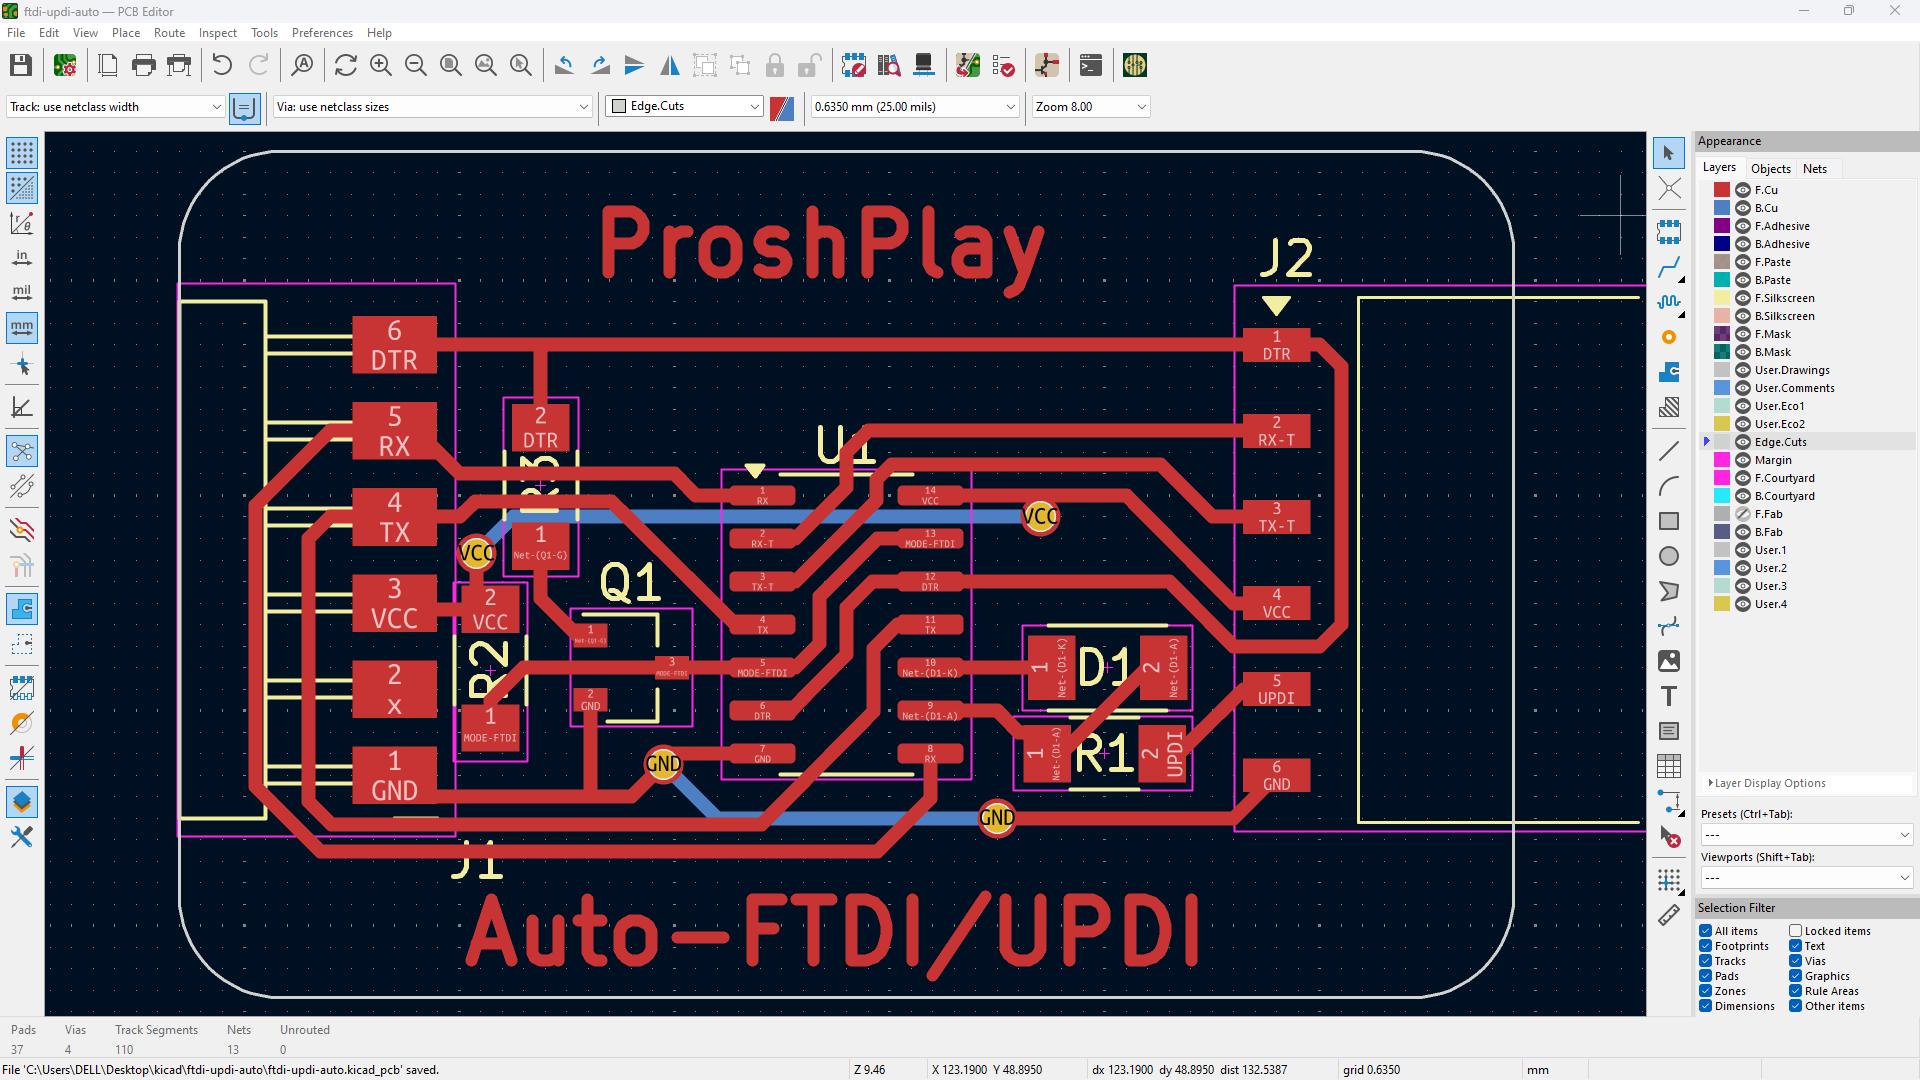 ftdi-updi-auto — PCB Editor
File Edit View Place Route Inspect Tools Preferences Help
Track: use netclass width
Via: use netclass sizes
Edge.Cuts
0.6350 mm (25.00 mils)
Zoom 8.00
in
mil
mm
ProshPlay
J2
6
DTR
5
RX
4
TX
3
VCC
2
x
1
GND
J1
2
DTR
1
Net-(Q1-G)
VCC
2
VCC
R2
1
MODE-FTDI
Q1
1
Net-(Q1-G)
2
GND
3
MODE-FTDI
GND
U1
1
RX
2
RX-T
3
TX-T
4
TX
5
MODE-FTDI
6
DTR
7
GND
14
VCC
13
MODE-FTDI
12
DTR
11
TX
10
Net-(D1-K)
9
Net-(D1-A)
8
RX
VCC
GND
1
Net-(D1-K)
D1
2
Net-(D1-A)
1
Net-(D1-A)
R1
2
UPDI
1
DTR
2
RX-T
3
TX-T
4
VCC
5
UPDI
6
GND
Auto-FTDI/UPDI
Appearance
Layers Objects Nets
F.Cu
B.Cu
F.Adhesive
B.Adhesive
F.Paste
B.Paste
F.Silkscreen
B.Silkscreen
F.Mask
B.Mask
User.Drawings
User.Comments
User.Eco1
User.Eco2
Edge.Cuts
Margin
F.Courtyard
B.Courtyard
F.Fab
B.Fab
User.1
User.2
User.3
User.4
Layer Display Options
Presets (Ctrl+Tab):
---
Viewports (Shift+Tab):
---
Selection Filter
All items Locked items
Footprints Text
Tracks Vias
Pads Graphics
Zones Rule Areas
Dimensions Other items
Pads Vias Track Segments Nets Unrouted
37 4 110 13 0
File 'C:\Users\DELL\Desktop\kicad\ftdi-updi-auto\ftdi-updi-auto.kicad_pcb' saved.
Z 9.46
X 123.1900 Y 48.8950
dx 123.1900 dy 48.8950 dist 132.5387
grid 0.6350
mm